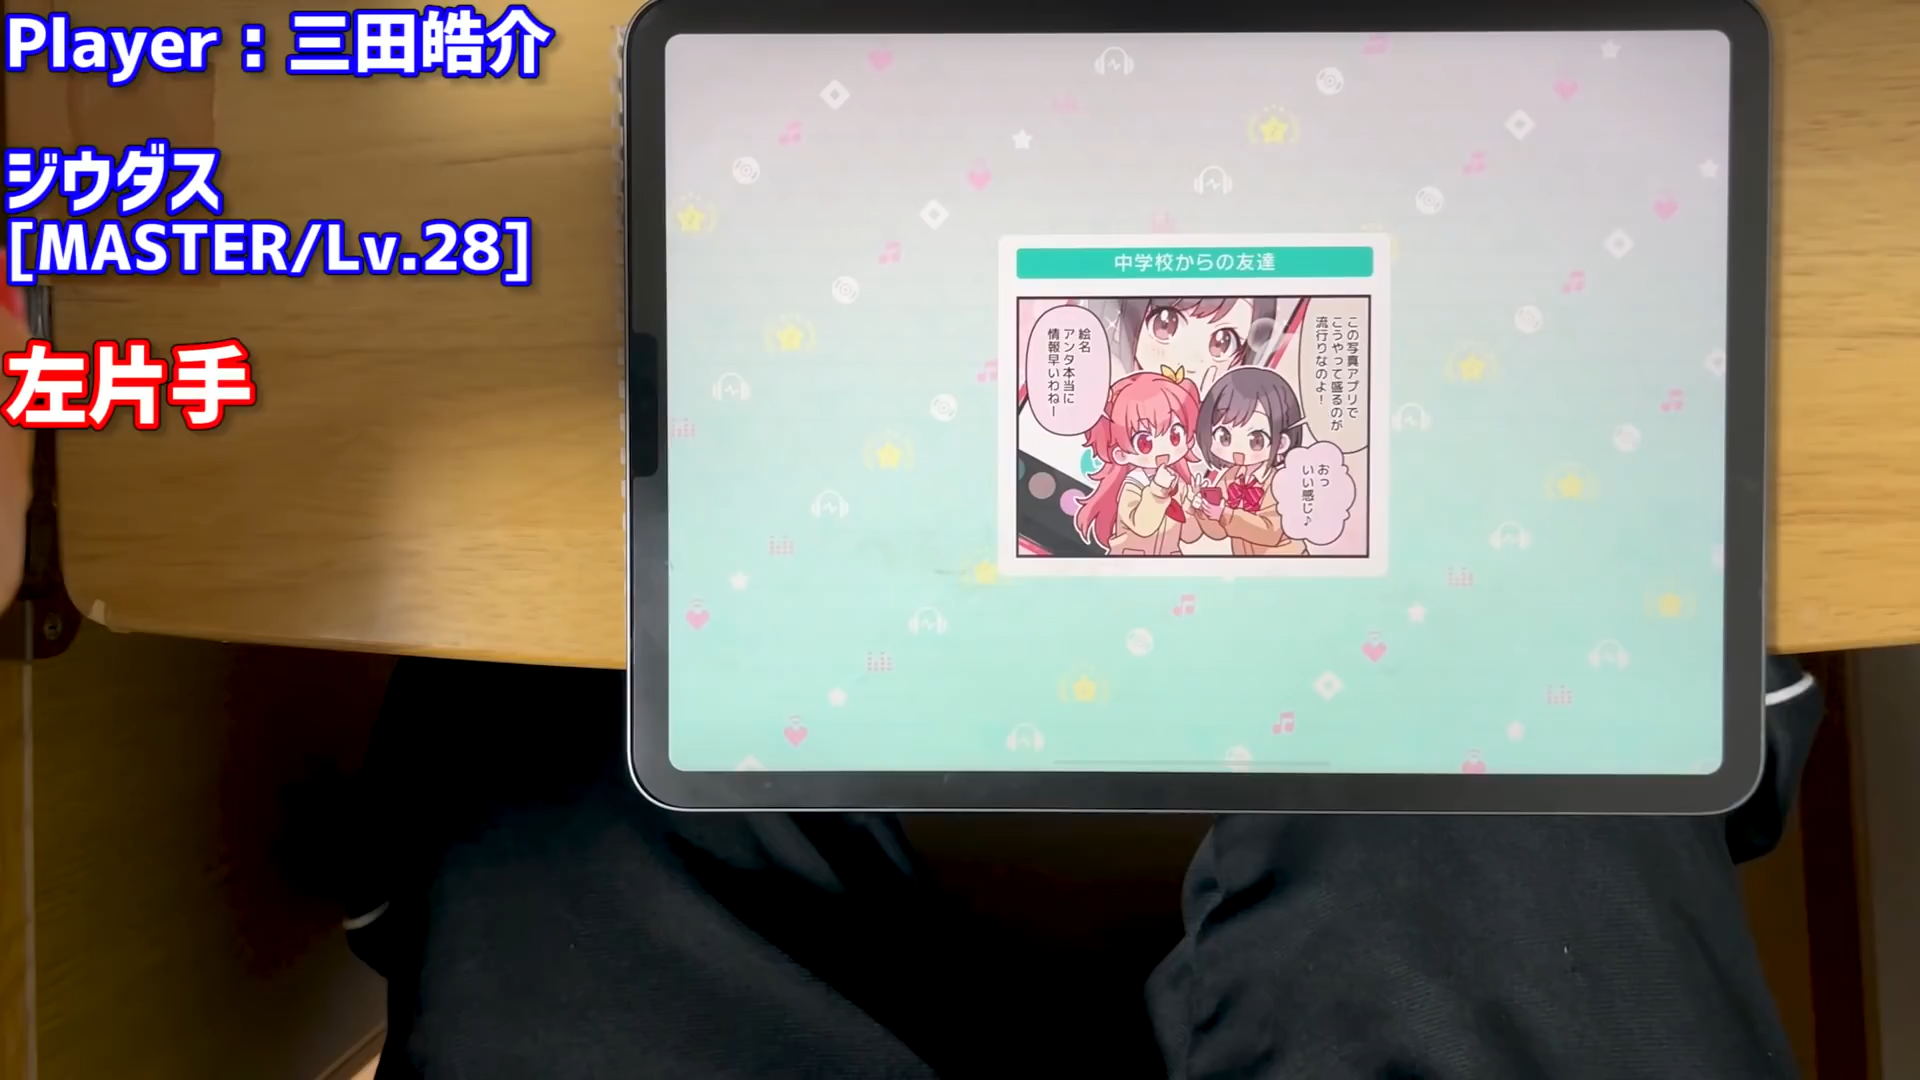 Player：三田皓介
ジウダス
[MASTER/Lv.28]
左片手
中学校からの友達
この写真アプリで
こうやって盛るのが
流行りなのよ！
絵名
アンタ本当に
情報早いわねー
おっ
いい感じ♪